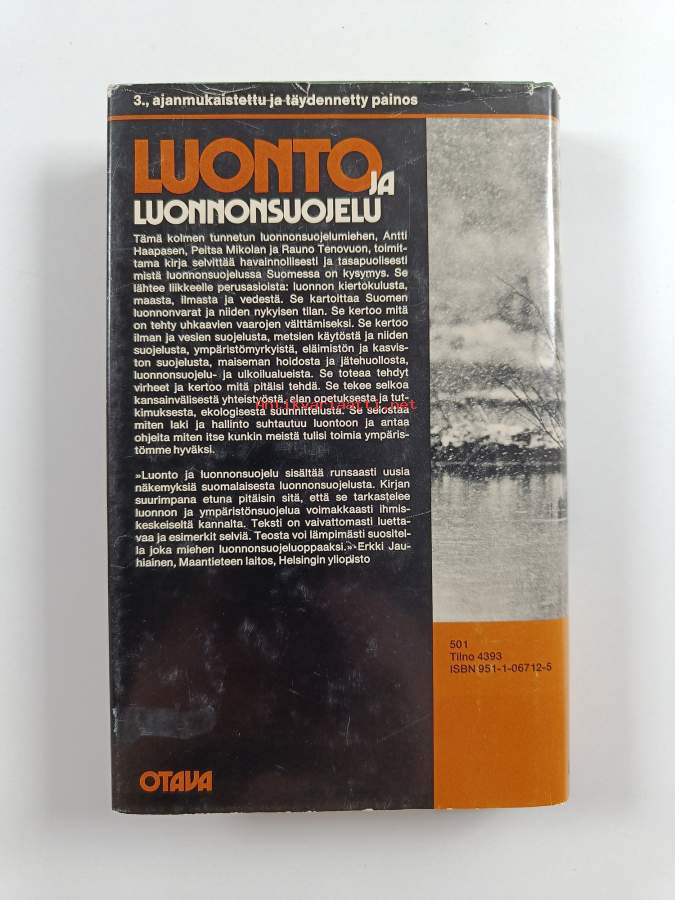 3., ajanmukaistettu ja täydennetty painos
LUONTO
JA
LUONNONSUOJELU
Tämä kolmen tunnetun luonnonsuojelumiehen, Antti
Haapasen, Peitsa Mikolan ja Rauno Tenovuon, toimit-
tama kirja selvittää havainnollisesti ja tasapuolisesti
mistä luonnonsuojelussa Suomessa on kysymys. Se
lähtee liikkeelle perusasioista: luonnon kiertokulusta,
maasta, ilmasta ja vedestä. Se kartoittaa Suomen
luonnonvarat ja niiden nykyisen tilan. Se kertoo mitä
on tehty uhkaavien vaarojen välttämiseksi. Se kertoo
ilman ja vesien suojelusta, metsien käytöstä ja niiden
suojelusta, ympäristömyrkyistä, eläimistön ja kasvis-
ton suojelusta, maiseman hoidosta ja jätehuollosta,
luonnonsuojelu- ja ulkoilualueista. Se toteaa tehdyt
virheet ja kertoo mitä pitäisi tehdä. Se tekee selkoa
kansainvälisestä yhteistyöstä, alan opetuksesta ja tut-
kimuksesta, ekologisesta suunnittelusta. Se selostaa
miten laki ja hallinto suhtautuu luontoon ja antaa
ohjeita miten itse kunkin meistä tulisi toimia ympäris-
tömme hyväksi.
Antikvariaatti.net
»Luonto ja luonnonsuojelu sisältää runsaasti uusia
näkemyksiä suomalaisesta luonnonsuojelusta. Kirjan
suurimpana etuna pitäisin sitä, että se tarkastelee
luonnon ja ympäristönsuojelua voimakkaasti ihmis-
keskeiseltä kannalta. Teksti on vaivattomasti luetta-
vaa ja esimerkit selviä. Teosta voi lämpimästi suositel-
la joka miehen luonnonsuojeluoppaaksi.» Erkki Jau-
hiainen, Maantieteen laitos, Helsingin yliopisto
501
Tilno 4393
ISBN 951-1-06712-5
OTAVA